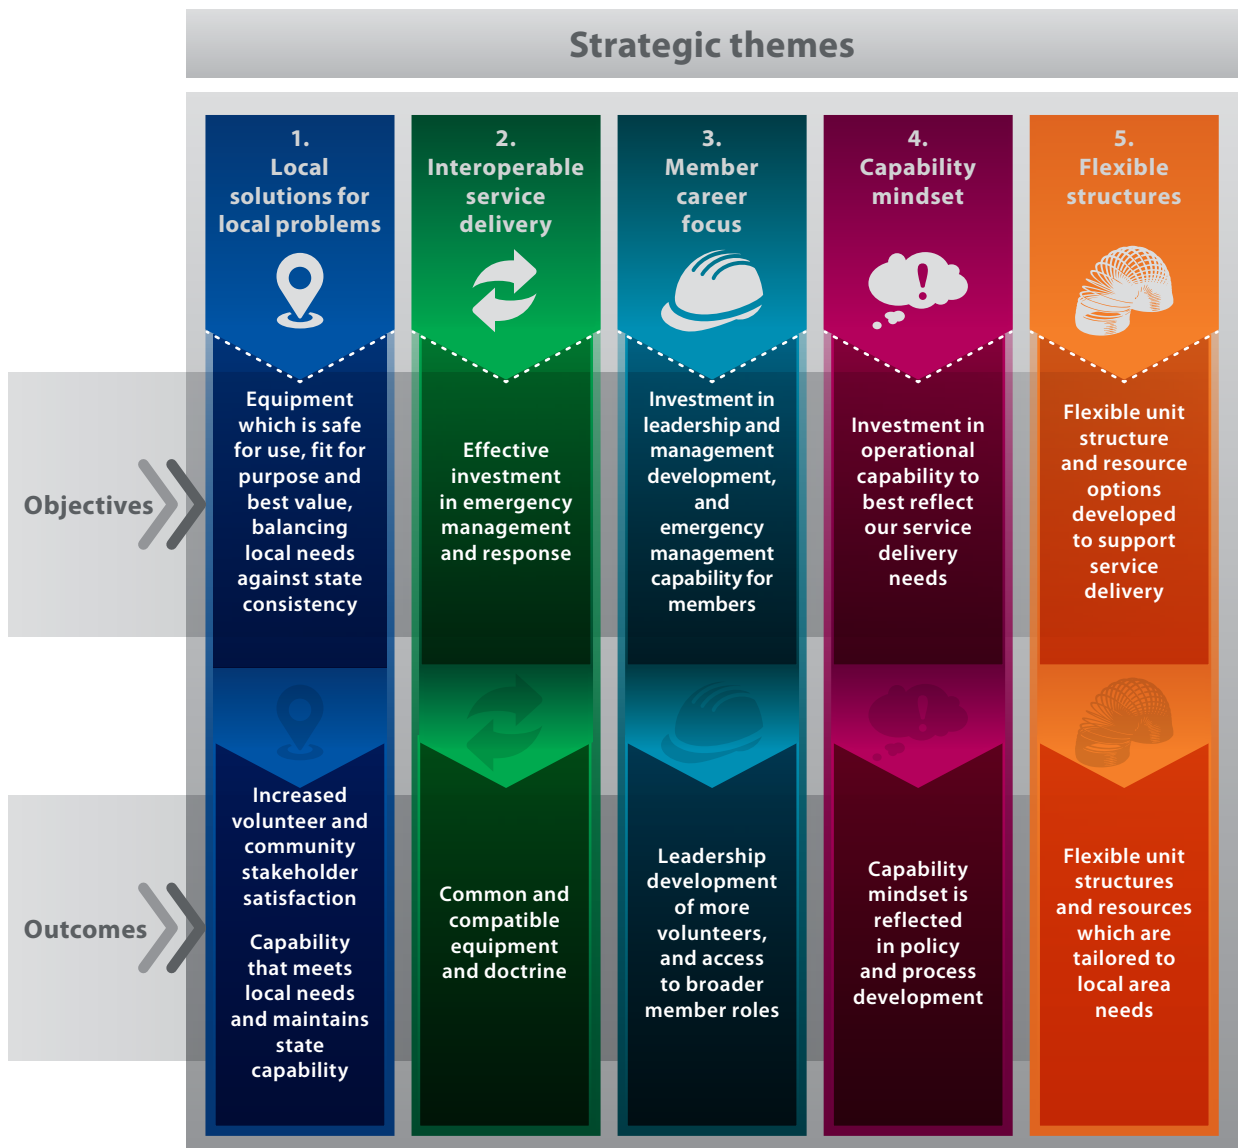 Strategic themes
1.
Local
solutions for
local problems
2.
Interoperable
service
delivery
3.
Member
career
focus
4.
Capability
mindset
5.
Flexible
structures
Objectives
Equipment
which is safe
for use, fit for
purpose and
best value,
balancing
local needs
against state
consistency
Effective
investment
in emergency
management
and response
Investment in
leadership and
management
development,
and
emergency
management
capability for
members
Investment in
operational
capability to
best reflect
our service
delivery
needs
Flexible unit
structure
and resource
options
developed
to support
service
delivery
Outcomes
Increased
volunteer and
community
stakeholder
satisfaction
Capability
that meets
local needs
and maintains
state
capability
Common and
compatible
equipment
and doctrine
Leadership
development
of more
volunteers,
and access
to broader
member roles
Capability
mindset is
reflected
in policy
and process
development
Flexible unit
structures
and resources
which are
tailored to
local area
needs